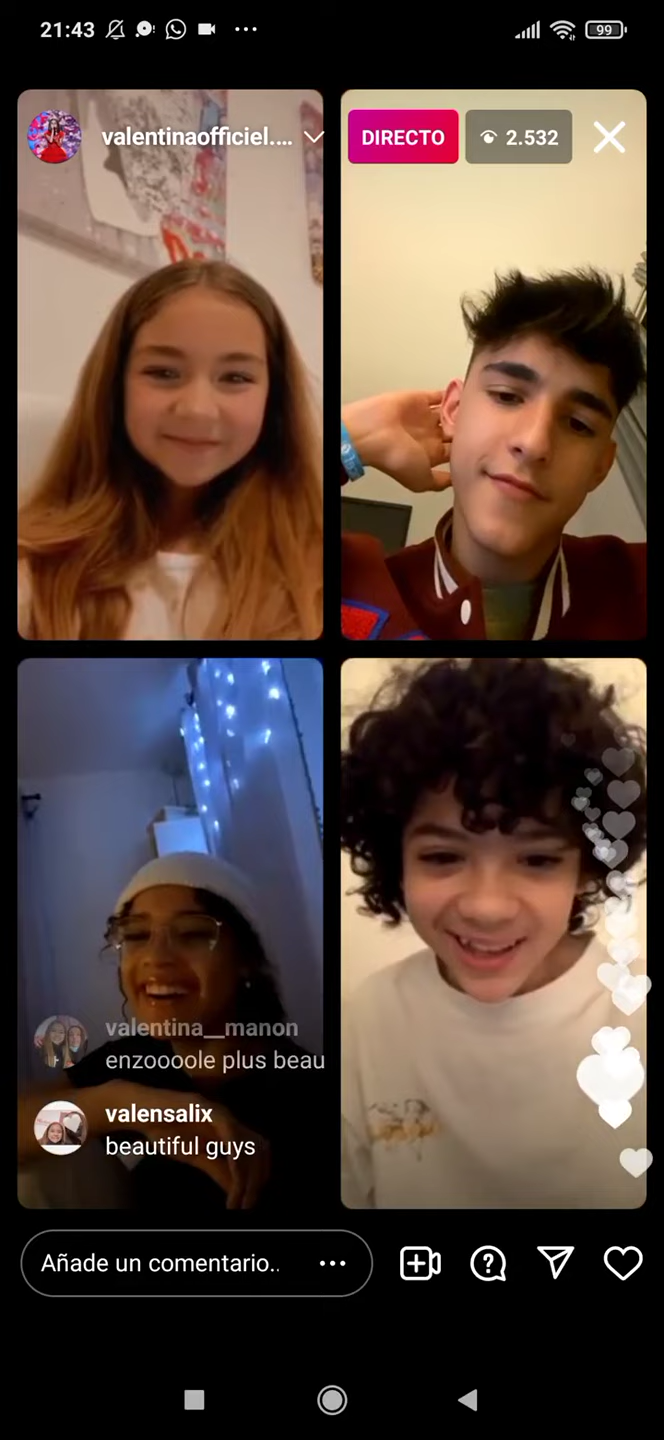 21:43
99
valentinaofficiel....
DIRECTO
2.532
valentina__manon
enzoooole plus beau
valensalix
beautiful guys
Añade un comentario..